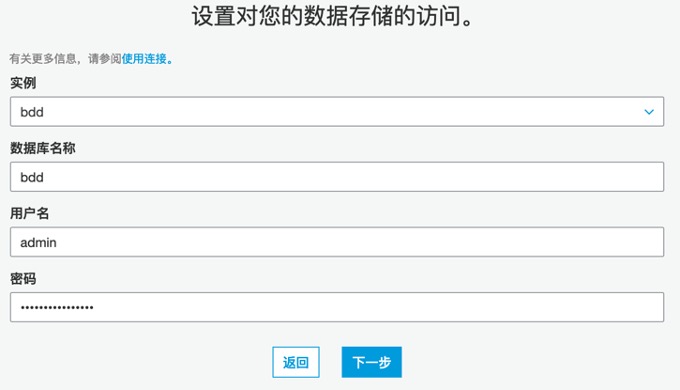 设置对您的数据存储的访问。
有关更多信息，请参阅使用连接。
实例
bdd
数据库名称
bdd
用户名
admin
密码
••••••••••••••••
返回 下一步